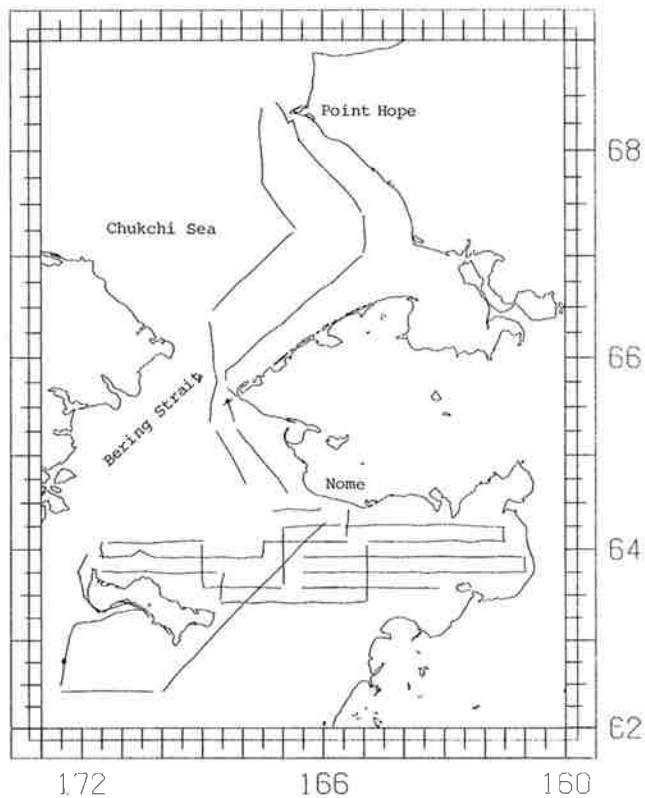 Point Hope
68
Chukchi Sea
66
Bering Strait
Nome
64
62
172 166 160